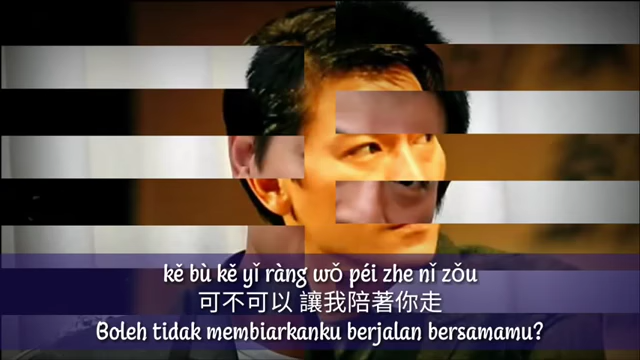 kě bù kě yǐ ràng wǒ péi zhe nǐ zǒu
可不可以 讓我陪著你走
Boleh tidak membiarkanku berjalan bersamamu?